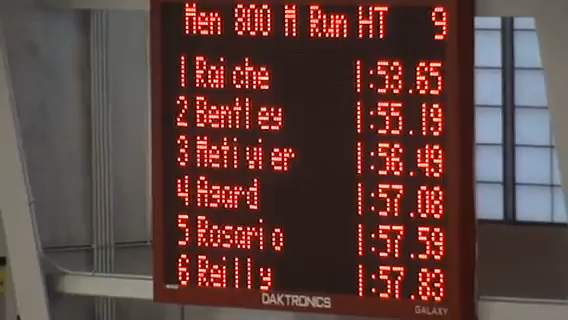 Men 800 M Run HT 9
1 Raiche 1:53.65
2 Bentley 1:55.19
3 Metivier 1:56.49
4 Asard 1:57.08
5 Rosario 1:57.59
6 Reilly 1:57.83
DAKTRONICS
GALAXY